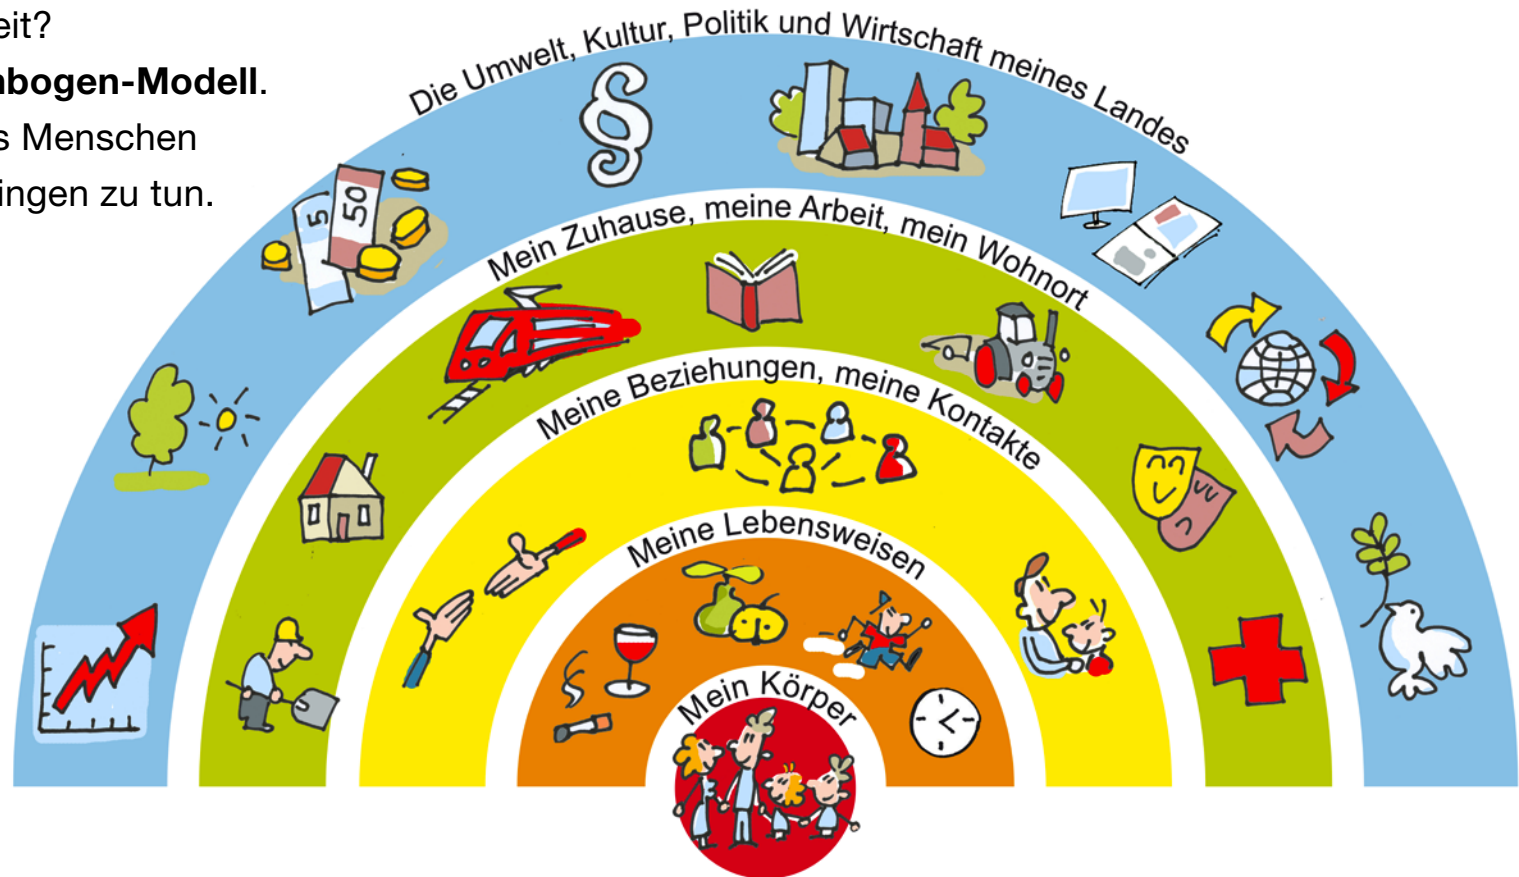 eit?
nbogen-Modell.
s Menschen
ingen zu tun.
Die Umwelt, Kultur, Politik und Wirtschaft meines Landes
§
5
50
Mein Zuhause, meine Arbeit, mein Wohnort
Meine Beziehungen, meine Kontakte
Meine Lebensweisen
Mein Körper